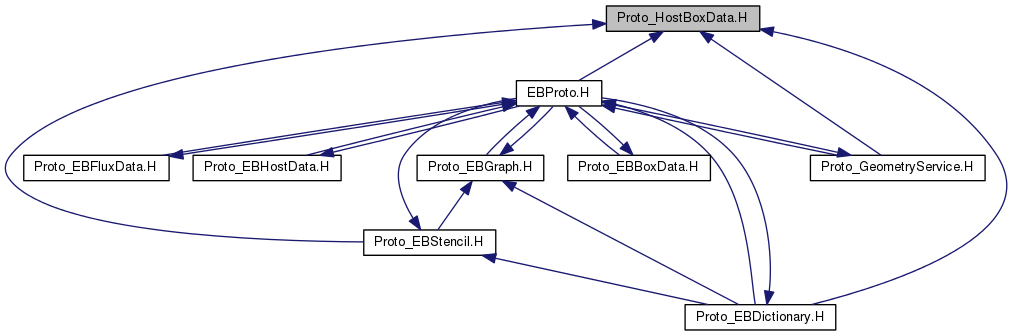 Proto_HostBoxData.H
EBProto.H
Proto_EBFluxData.H
Proto_EBHostData.H
Proto_EBGraph.H
Proto_EBBoxData.H
Proto_GeometryService.H
Proto_EBStencil.H
Proto_EBDictionary.H